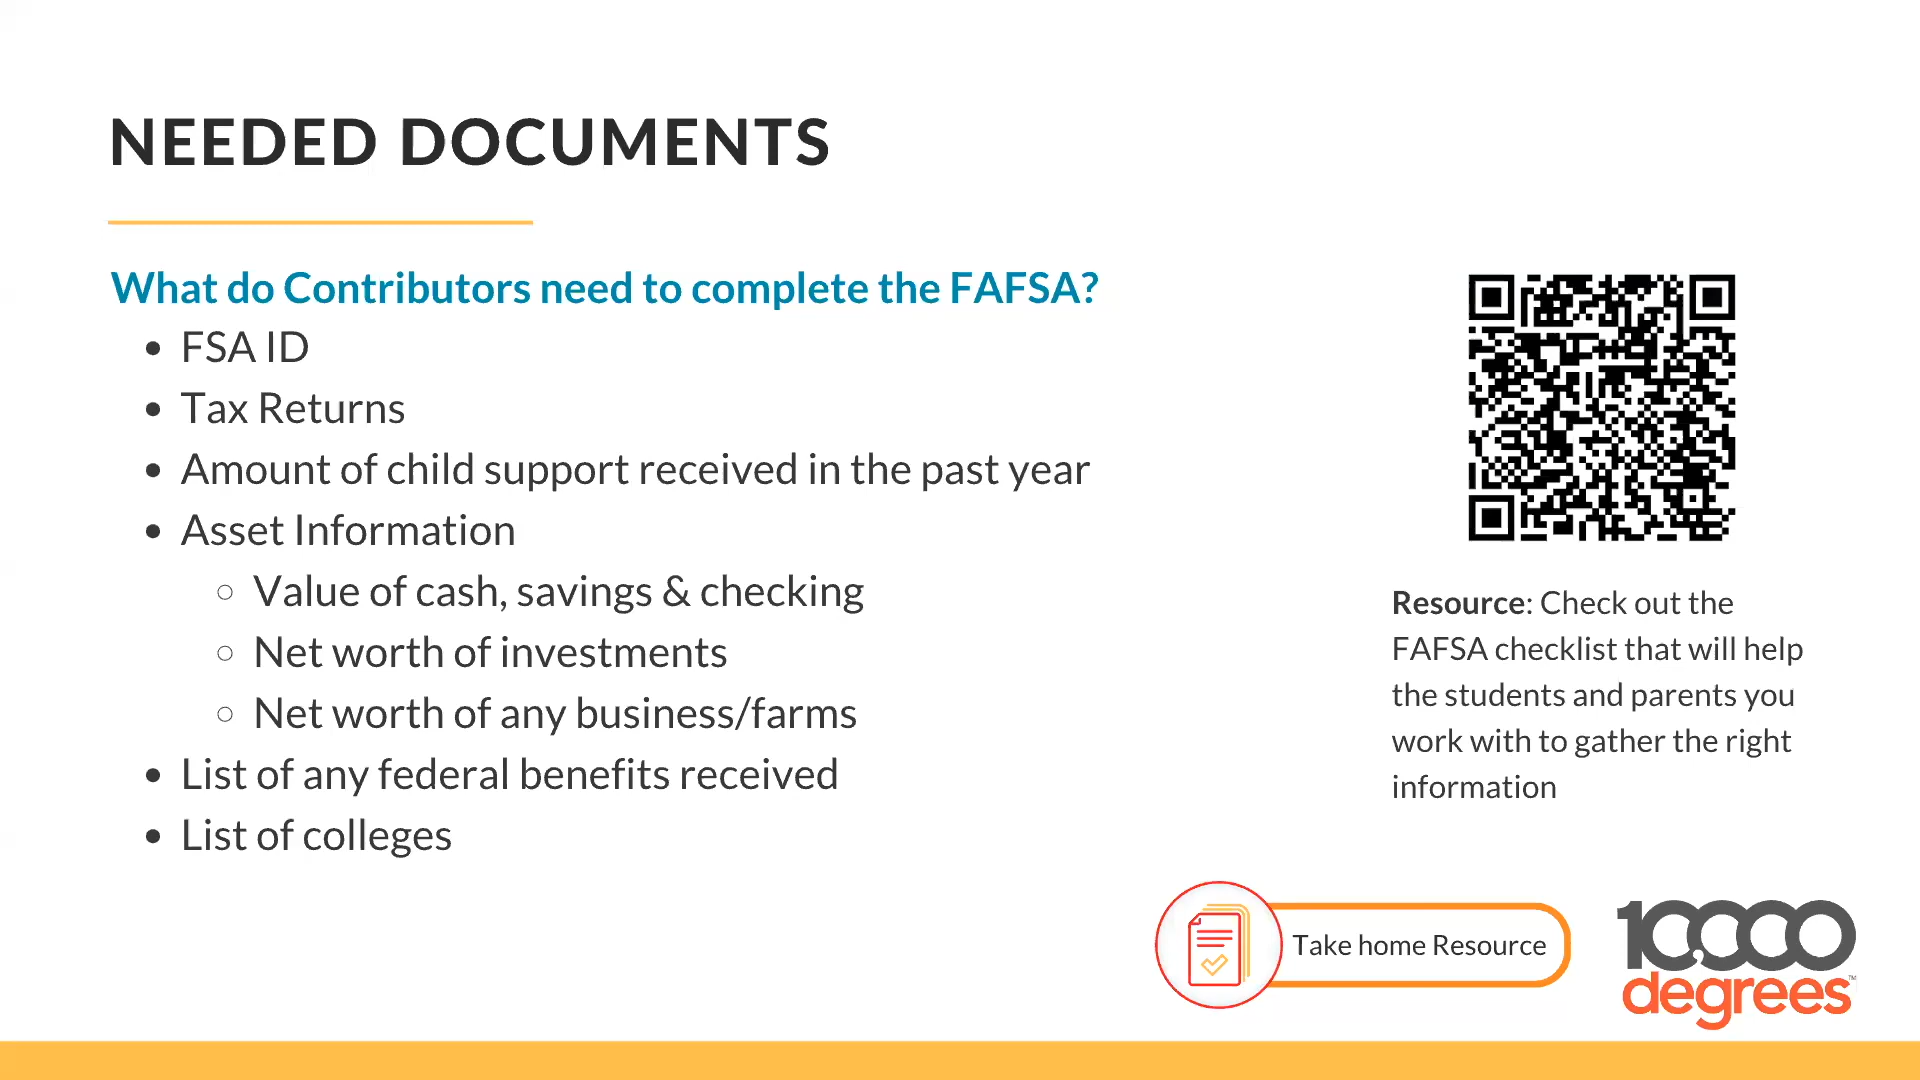 NEEDED DOCUMENTS
What do Contributors need to complete the FAFSA?
• FSA ID
• Tax Returns
• Amount of child support received in the past year
• Asset Information
○ Value of cash, savings & checking
○ Net worth of investments
○ Net worth of any business/farms
• List of any federal benefits received
• List of colleges
Resource: Check out the
FAFSA checklist that will help
the students and parents you
work with to gather the right
information
Take home Resource
10,000
degrees™